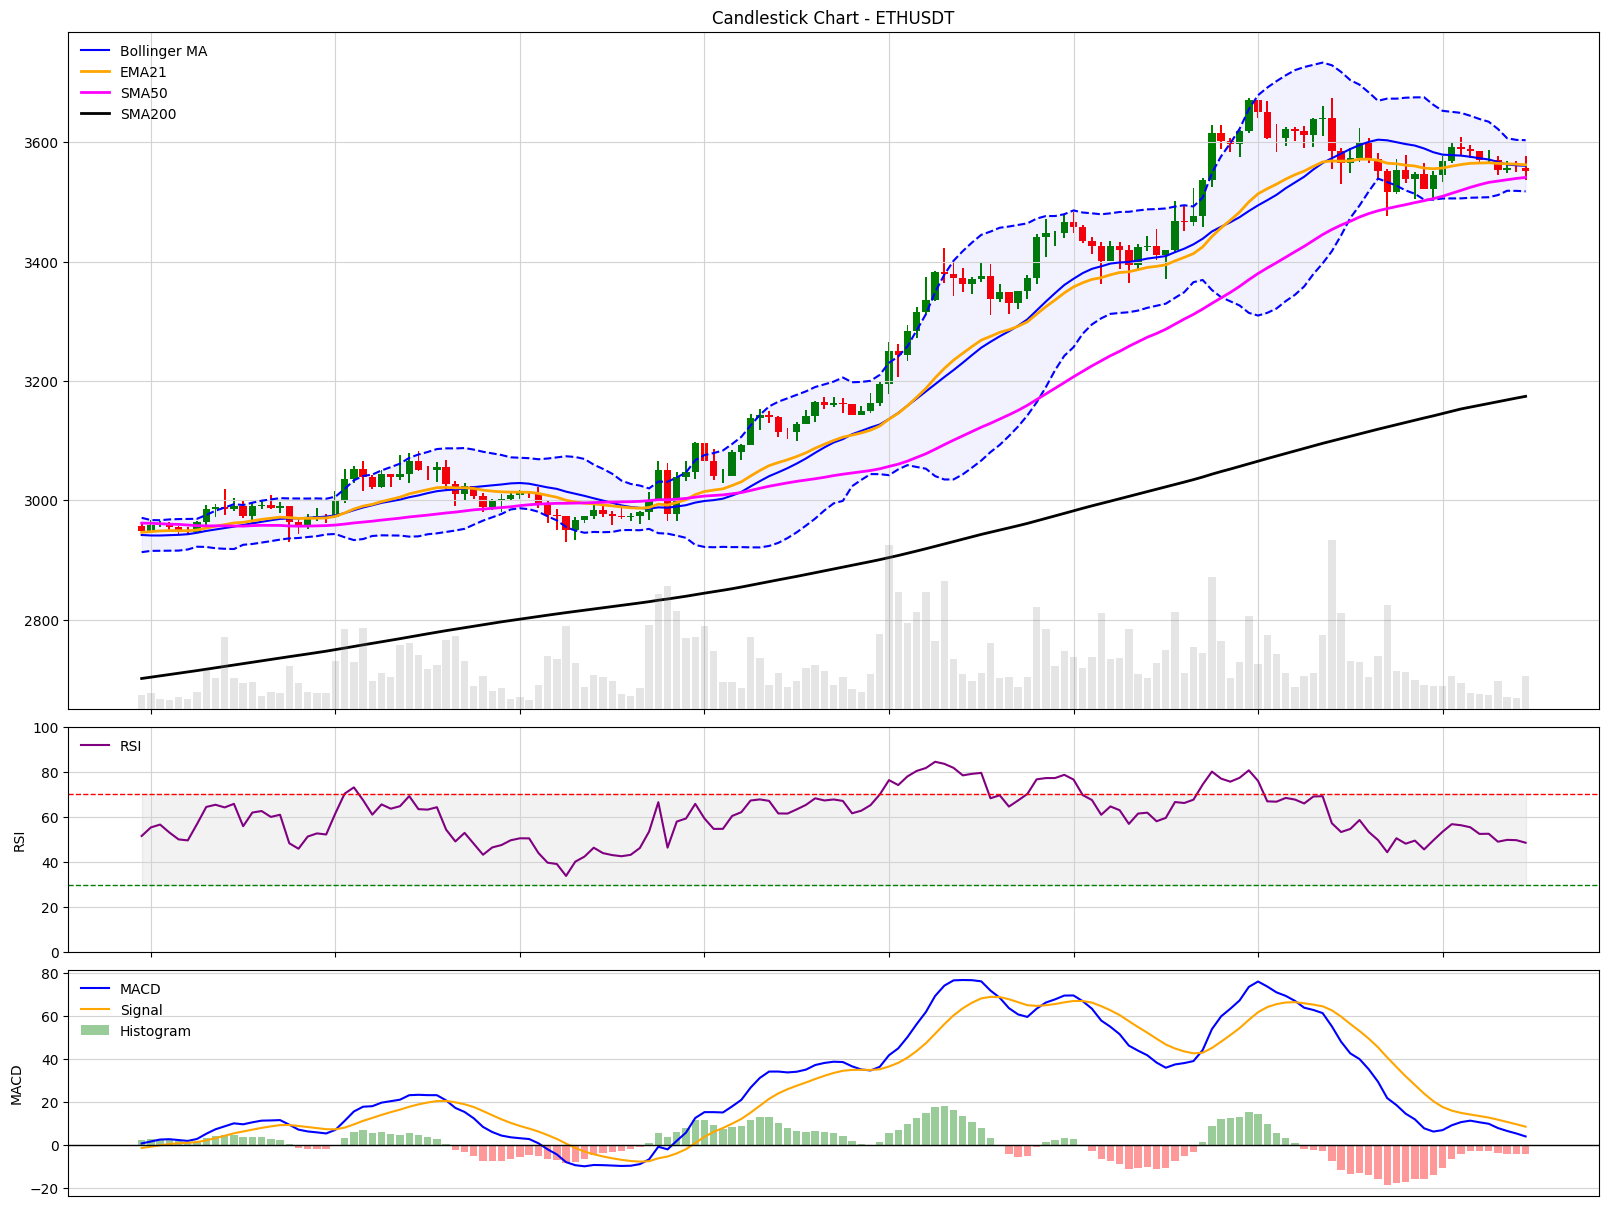 Candlestick Chart - ETHUSDT
Bollinger MA
EMA21
SMA50
SMA200
3600
3400
3200
3000
2800
100
RSI
80
60
RSI
40
20
0
80
MACD
Signal
Histogram
60
40
MACD
20
0
−20